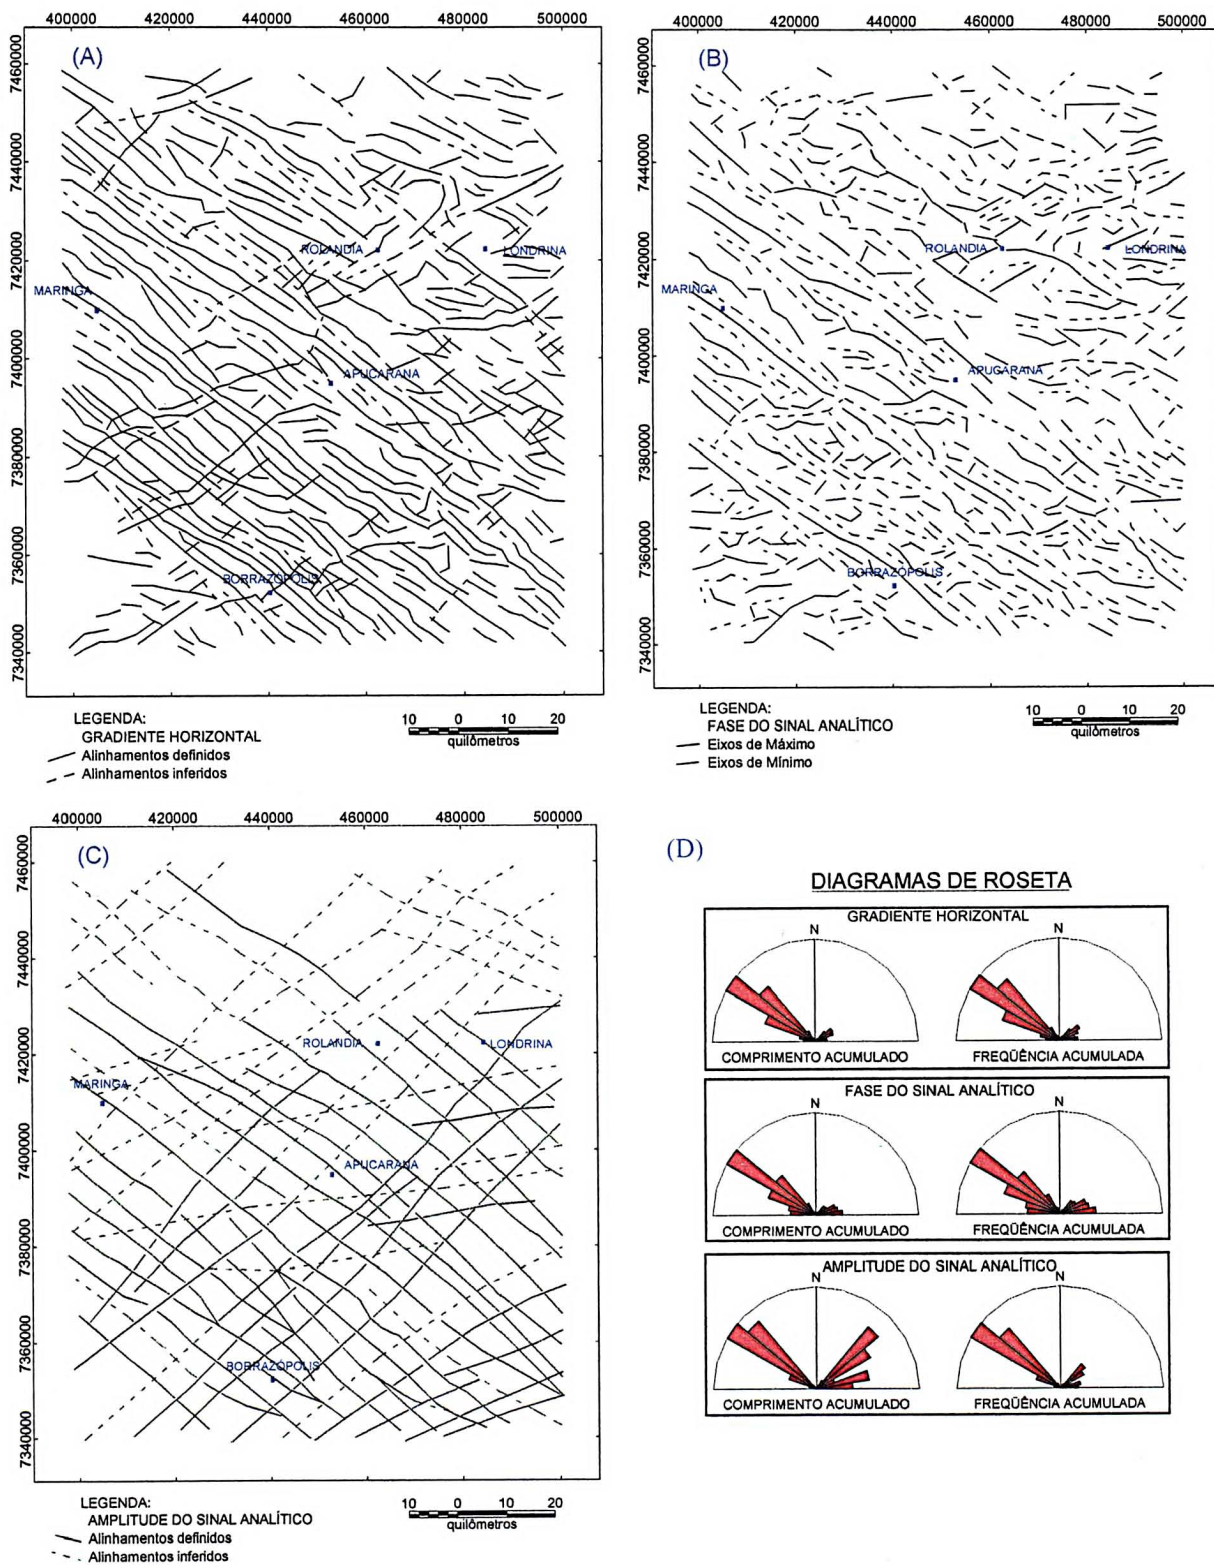 400000 420000 440000 460000 480000 500000
(A)
7460000
7440000
7420000
7400000
7380000
7360000
7340000
ROLANDIA
LONDRINA
MARINGA
APUCARANA
BORRAZÓPOLIS
LEGENDA:
GRADIENTE HORIZONTAL
Alinhamentos definidos
Alinhamentos inferidos
10 0 10 20
quilômetros
400000 420000 440000 460000 480000 500000
(B)
7460000
7440000
7420000
7400000
7380000
7360000
7340000
ROLANDIA
LONDRINA
MARINGA
APUCARANA
BORRAZÓPOLIS
LEGENDA:
FASE DO SINAL ANALÍTICO
Eixos de Máximo
Eixos de Mínimo
10 0 10 20
quilômetros
400000 420000 440000 460000 480000 500000
(C)
7460000
7440000
7420000
7400000
7380000
7360000
7340000
ROLANDIA
LONDRINA
MARINGA
APUCARANA
BORRAZÓPOLIS
LEGENDA:
AMPLITUDE DO SINAL ANALÍTICO
Alinhamentos definidos
Alinhamentos inferidos
10 0 10 20
quilômetros
(D)
DIAGRAMAS DE ROSETA
GRADIENTE HORIZONTAL
N N
COMPRIMENTO ACUMULADO FREQÜÊNCIA ACUMULADA
FASE DO SINAL ANALÍTICO
N N
COMPRIMENTO ACUMULADO FREQÜÊNCIA ACUMULADA
AMPLITUDE DO SINAL ANALÍTICO
N N
COMPRIMENTO ACUMULADO FREQÜÊNCIA ACUMULADA